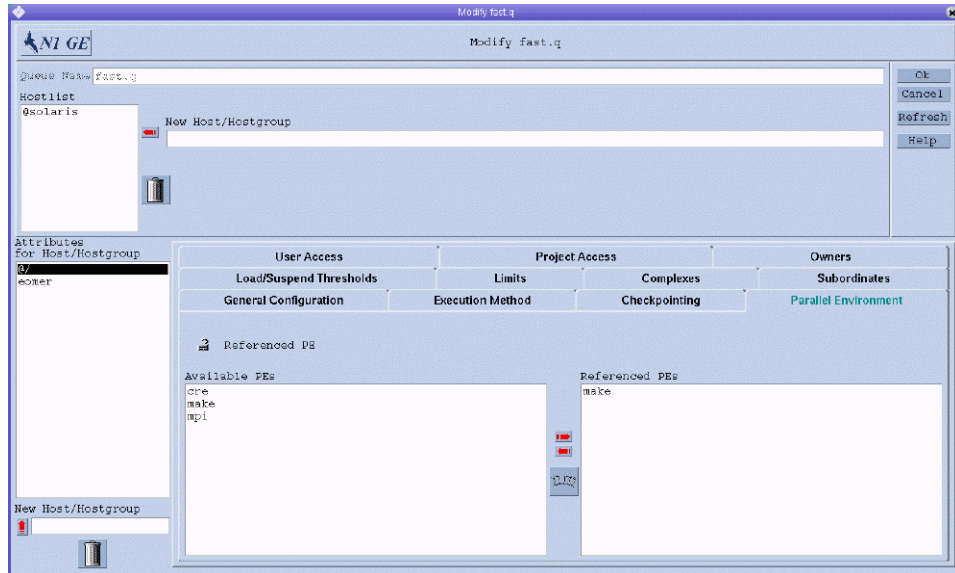 Modify fast.q
N1 GE
Modify fast.q
Queue Name fast.q
Ok
Hostlist
Cancel
@solaris
Refresh
New Host/Hostgroup
Help
Attributes
for Host/Hostgroup
@/
eomer
User Access Project Access Owners
Load/Suspend Thresholds Limits Complexes Subordinates
General Configuration Execution Method Checkpointing Parallel Environment
Referenced PE
Available PEs Referenced PEs
cre make
make
mpi
New Host/Hostgroup